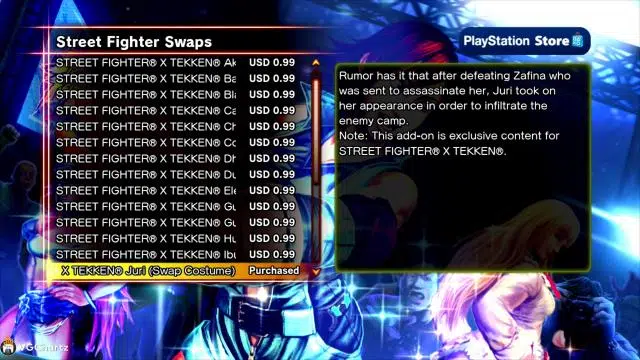 Street Fighter Swaps
PlayStation Store
STREET FIGHTER® X TEKKEN® Ak USD 0.99
STREET FIGHTER® X TEKKEN® Ba USD 0.99
STREET FIGHTER® X TEKKEN® Bla USD 0.99
STREET FIGHTER® X TEKKEN® Ca USD 0.99
STREET FIGHTER® X TEKKEN® Ch USD 0.99
STREET FIGHTER® X TEKKEN® Co USD 0.99
STREET FIGHTER® X TEKKEN® Dh USD 0.99
STREET FIGHTER® X TEKKEN® Du USD 0.99
STREET FIGHTER® X TEKKEN® Ele USD 0.99
STREET FIGHTER® X TEKKEN® Gu USD 0.99
STREET FIGHTER® X TEKKEN® Gu USD 0.99
STREET FIGHTER® X TEKKEN® Hu USD 0.99
STREET FIGHTER® X TEKKEN® Ibu USD 0.99
X TEKKEN® Juri (Swap Costume) Purchased
Rumor has it that after defeating Zafina who
was sent to assassinate her, Juri took on
her appearance in order to infiltrate the
enemy camp.
Note: This add-on is exclusive content for
STREET FIGHTER® X TEKKEN®.
VGChartz